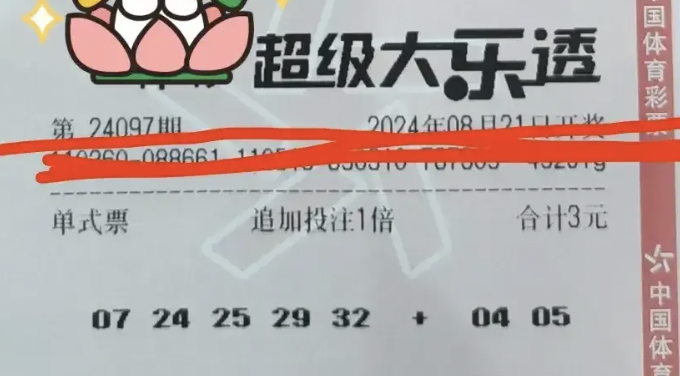 超级大乐透
第 24097期 2024年08月21日开奖
单式票 追加投注1倍 合计3元
07 24 25 29 32 + 04 05
中国体育彩票
中国体育